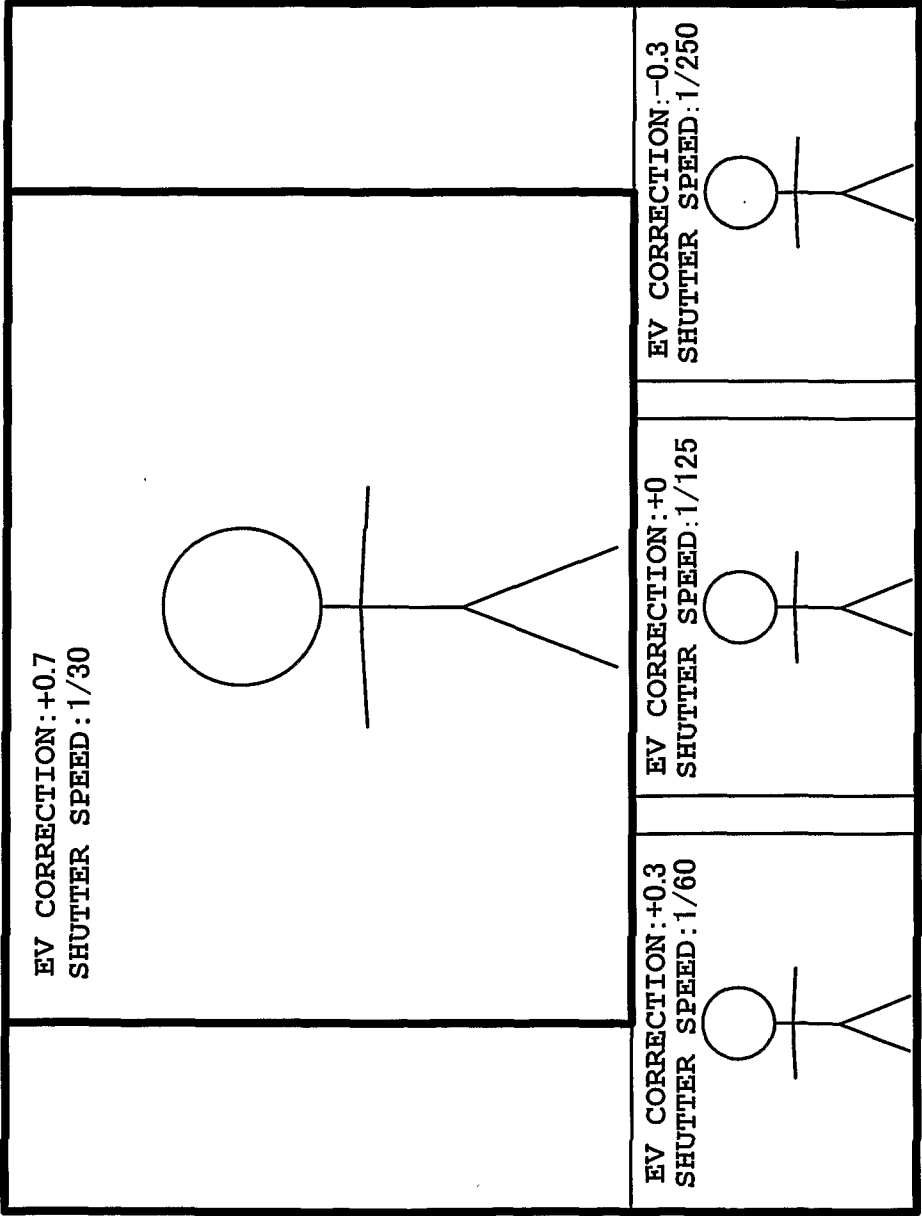 EV CORRECTION:+0.7
SHUTTER SPEED:1/30
EV CORRECTION:+0.3
SHUTTER SPEED:1/60
EV CORRECTION:+0
SHUTTER SPEED:1/125
EV CORRECTION:-0.3
SHUTTER SPEED:1/250